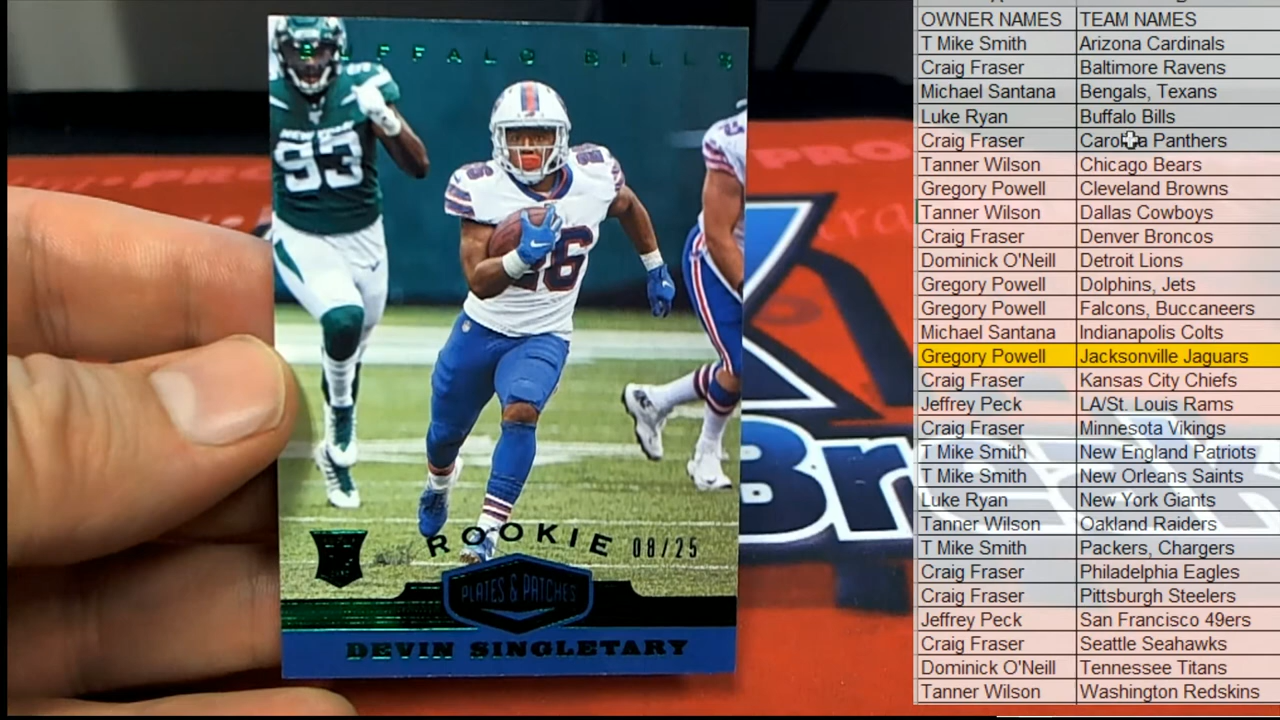 BUFFALO BILLS
NEW YORK
93
26
26
ROOKIE 08/25
PLATES & PATCHES
DEVIN SINGLETARY
PRO
Br
OWNER NAMES TEAM NAMES
T Mike Smith Arizona Cardinals
Craig Fraser Baltimore Ravens
Michael Santana Bengals, Texans
Luke Ryan Buffalo Bills
Craig Fraser Carolina Panthers
Tanner Wilson Chicago Bears
Gregory Powell Cleveland Browns
Tanner Wilson Dallas Cowboys
Craig Fraser Denver Broncos
Dominick O'Neill Detroit Lions
Gregory Powell Dolphins, Jets
Gregory Powell Falcons, Buccaneers
Michael Santana Indianapolis Colts
Gregory Powell Jacksonville Jaguars
Craig Fraser Kansas City Chiefs
Jeffrey Peck LA/St. Louis Rams
Craig Fraser Minnesota Vikings
T Mike Smith New England Patriots
T Mike Smith New Orleans Saints
Luke Ryan New York Giants
Tanner Wilson Oakland Raiders
T Mike Smith Packers, Chargers
Craig Fraser Philadelphia Eagles
Craig Fraser Pittsburgh Steelers
Jeffrey Peck San Francisco 49ers
Craig Fraser Seattle Seahawks
Dominick O'Neill Tennessee Titans
Tanner Wilson Washington Redskins